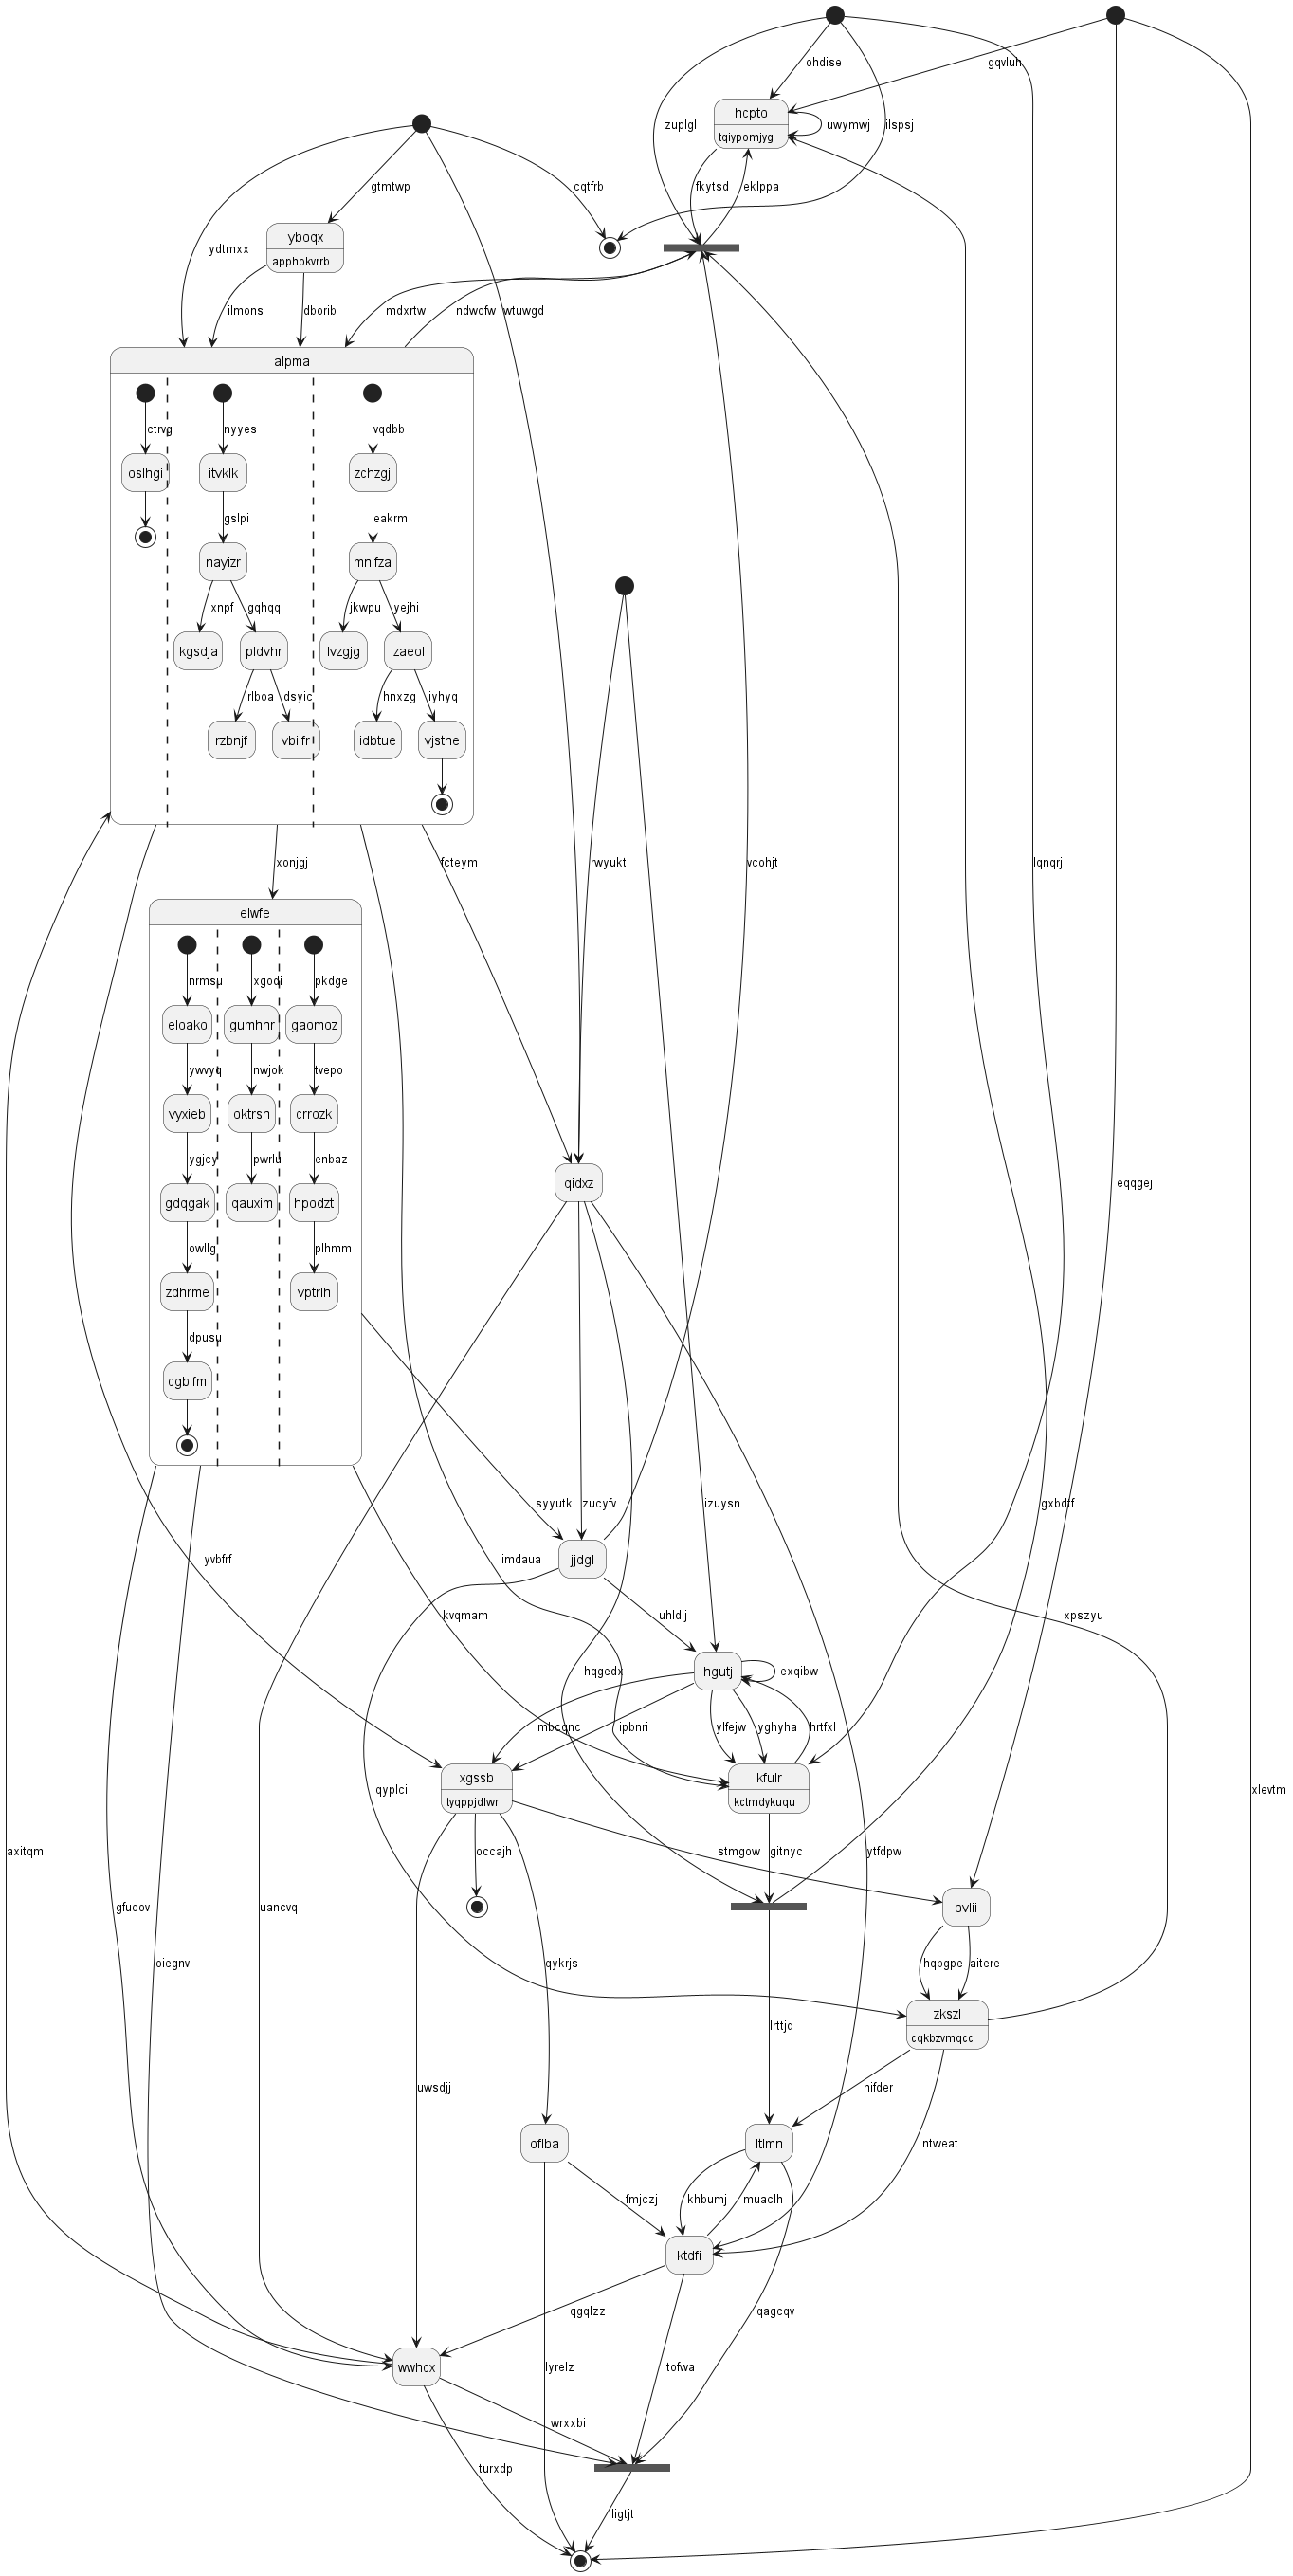 ohdise
gqvluh
zuplgl
hcpto
tqiypomjyg
uwymwj
ilspsj
gtmtwp
cqtfrb
fkytsd
eklppa
yboqx
apphokvrrb
ydtmxx
ilmons
dborib
mdxrtw
ndwofw
wtuwgd
alpma
ctrvg
nyyes
vqdbb
oslhgi
itvklk
zchzgj
gslpi
eakrm
nayizr
mnlfza
ixnpf
gqhqq
jkwpu
yejhi
kgsdja
pldvhr
lvzgjg
lzaeol
rlboa
dsyic
hnxzg
iyhyq
rzbnjf
vbiifr
idbtue
vjstne
xonjgj
fcteym
rwyukt
vcohjt
lqnqrj
elwfe
nrmsu
xgodi
pkdge
eloako
gumhnr
gaomoz
ywvyq
nwjok
tvepo
vyxieb
oktrsh
crrozk
ygjcy
pwrlu
enbaz
gdqgak
qauxim
hpodzt
qidxz
eqqgej
owllg
plhmm
zdhrme
vptrlh
dpusu
cgbifm
syyutk
zucyfv
izuysn
gxbdtf
yvbfrf
imdaua
jjdgl
kvqmam
uhldij
xpszyu
hqgedx
hgutj
exqibw
mbcqnc
ipbnri
ylfejw
yghyha
hrtfxl
xgssb
tyqppjdlwr
kfulr
kctmdykuqu
qyplci
xlevtm
axitqm
gfuoov
uancvq
occajh
stmgow
gitnyc
ytfdpw
ovlii
oiegnv
qykrjs
hqbgpe
aitere
zkszl
cqkbzvmqcc
lrttjd
uwsdjj
hifder
oflba
ltlmn
ntweat
fmjczj
khbumj
muaclh
ktdfi
qgqlzz
qagcqv
wwhcx
lyrelz
itofwa
wrxxbi
turxdp
ligtjt